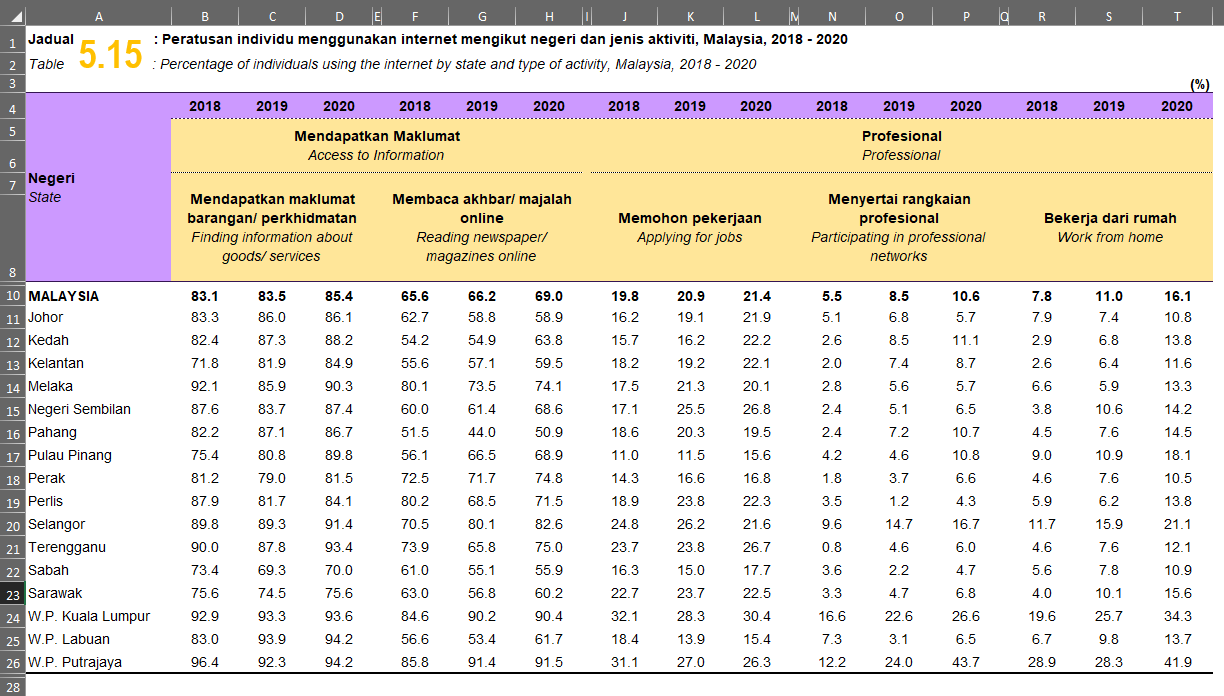 A B C D E F G H I J K L M N O P Q R S T
1 Jadual 5.15 : Peratusan individu menggunakan internet mengikut negeri dan jenis aktiviti, Malaysia, 2018 - 2020
2 Table : Percentage of individuals using the internet by state and type of activity, Malaysia, 2018 - 2020
3 (%)
4 2018 2019 2020 2018 2019 2020 2018 2019 2020 2018 2019 2020 2018 2019 2020
5 Mendapatkan Maklumat Profesional
6 Access to Information Professional
7 Negeri
State
Mendapatkan maklumat
barangan/ perkhidmatan
Finding information about
goods/ services
Membaca akhbar/ majalah
online
Reading newspaper/
magazines online
Memohon pekerjaan
Applying for jobs
Menyertai rangkaian
profesional
Participating in professional
networks
Bekerja dari rumah
Work from home
8
10 MALAYSIA 83.1 83.5 85.4 65.6 66.2 69.0 19.8 20.9 21.4 5.5 8.5 10.6 7.8 11.0 16.1
11 Johor 83.3 86.0 86.1 62.7 58.8 58.9 16.2 19.1 21.9 5.1 6.8 5.7 7.9 7.4 10.8
12 Kedah 82.4 87.3 88.2 54.2 54.9 63.8 15.7 16.2 22.2 2.6 8.5 11.1 2.9 6.8 13.8
13 Kelantan 71.8 81.9 84.9 55.6 57.1 59.5 18.2 19.2 22.1 2.0 7.4 8.7 2.6 6.4 11.6
14 Melaka 92.1 85.9 90.3 80.1 73.5 74.1 17.5 21.3 20.1 2.8 5.6 5.7 6.6 5.9 13.3
15 Negeri Sembilan 87.6 83.7 87.4 60.0 61.4 68.6 17.1 25.5 26.8 2.4 5.1 6.5 3.8 10.6 14.2
16 Pahang 82.2 87.1 86.7 51.5 44.0 50.9 18.6 20.3 19.5 2.4 7.2 10.7 4.5 7.6 14.5
17 Pulau Pinang 75.4 80.8 89.8 56.1 66.5 68.9 11.0 11.5 15.6 4.2 4.6 10.8 9.0 10.9 18.1
18 Perak 81.2 79.0 81.5 72.5 71.7 74.8 14.3 16.6 16.8 1.8 3.7 6.6 4.6 7.6 10.5
19 Perlis 87.9 81.7 84.1 80.2 68.5 71.5 18.9 23.8 22.3 3.5 1.2 4.3 5.9 6.2 13.8
20 Selangor 89.8 89.3 91.4 70.5 80.1 82.6 24.8 26.2 21.6 9.6 14.7 16.7 11.7 15.9 21.1
21 Terengganu 90.0 87.8 93.4 73.9 65.8 75.0 23.7 23.8 26.7 0.8 4.6 6.0 4.6 7.6 12.1
22 Sabah 73.4 69.3 70.0 61.0 55.1 55.9 16.3 15.0 17.7 3.6 2.2 4.7 5.6 7.8 10.9
23 Sarawak 75.6 74.5 75.6 63.0 56.8 60.2 22.7 23.7 22.5 3.3 4.7 6.8 4.0 10.1 15.6
24 W.P. Kuala Lumpur 92.9 93.3 93.6 84.6 90.2 90.4 32.1 28.3 30.4 16.6 22.6 26.6 19.6 25.7 34.3
25 W.P. Labuan 83.0 93.9 94.2 56.6 53.4 61.7 18.4 13.9 15.4 7.3 3.1 6.5 6.7 9.8 13.7
26 W.P. Putrajaya 96.4 92.3 94.2 85.8 91.4 91.5 31.1 27.0 26.3 12.2 24.0 43.7 28.9 28.3 41.9
28